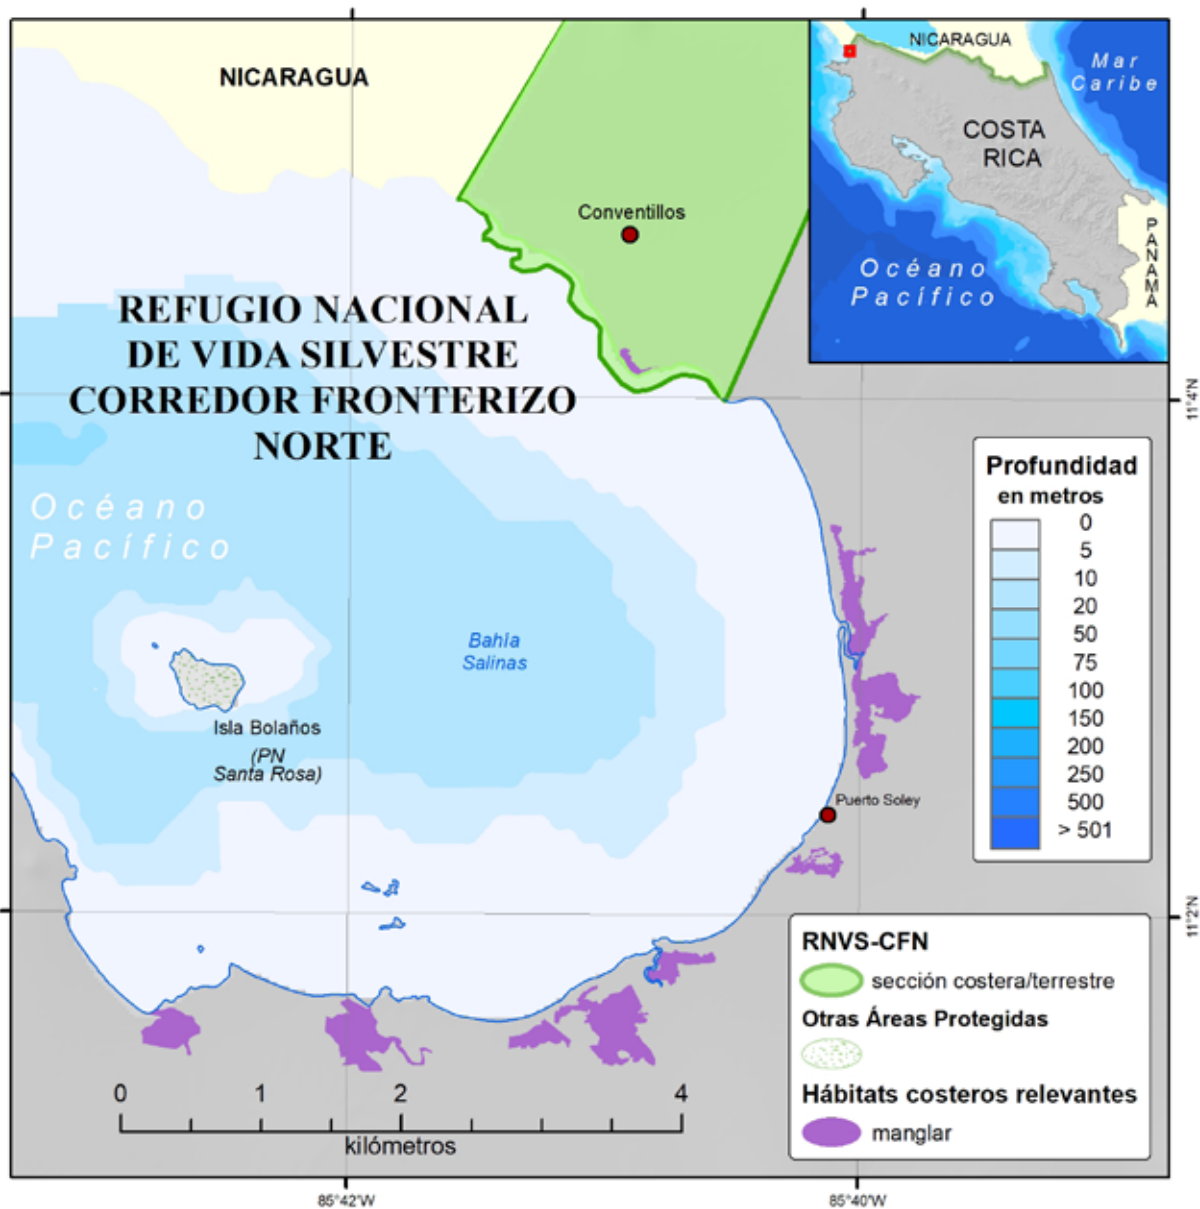 NICARAGUA
Conventillos
REFUGIO NACIONAL
DE VIDA SILVESTRE
CORREDOR FRONTERIZO
NORTE
Océano
Pacífico
Bahía
Salinas
Isla Bolaños
(PN
Santa Rosa)
Puerto Soley
NICARAGUA
Mar
Caribe
COSTA
RICA
PANAMÁ
Océano
Pacífico
11°4'N
Profundidad
en metros
0
5
10
20
50
75
100
150
200
250
500
> 501
11°2'N
RNVS-CFN
sección costera/terrestre
Otras Áreas Protegidas
Hábitats costeros relevantes
manglar
0 1 2 4
kilómetros
85°42'W
85°40'W